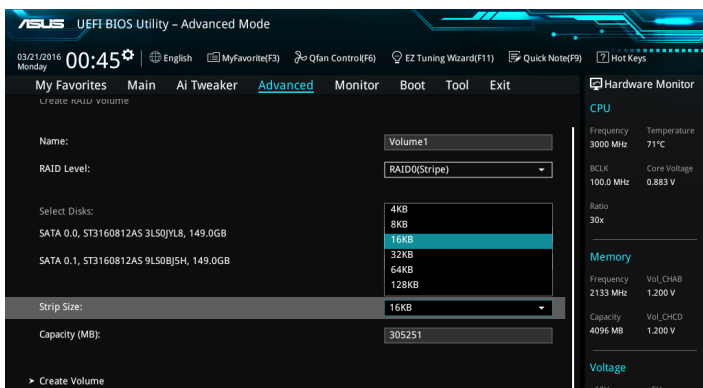 ASUS UEFI BIOS Utility – Advanced Mode
03/21/2016 Monday 00:45 English MyFavorite(F3) Qfan Control(F6) EZ Tuning Wizard(F11) Quick Note(F9) ? Hot Keys
My Favorites Main Ai Tweaker Advanced Monitor Boot Tool Exit
Hardware Monitor
Create RAID Volume
Name: Volume1
RAID Level: RAID0(Stripe)
Select Disks:
SATA 0.0, ST3160812AS 3LS0JYL8, 149.0GB
SATA 0.1, ST3160812AS 9LS0BJ5H, 149.0GB
4KB
8KB
16KB
32KB
64KB
128KB
Strip Size: 16KB
Capacity (MB): 305251
Create Volume
CPU
Frequency Temperature
3000 MHz 71°C
BCLK Core Voltage
100.0 MHz 0.883 V
Ratio
30x
Memory
Frequency Vol_CHAB
2133 MHz 1.200 V
Capacity Vol_CHCD
4096 MB 1.200 V
Voltage